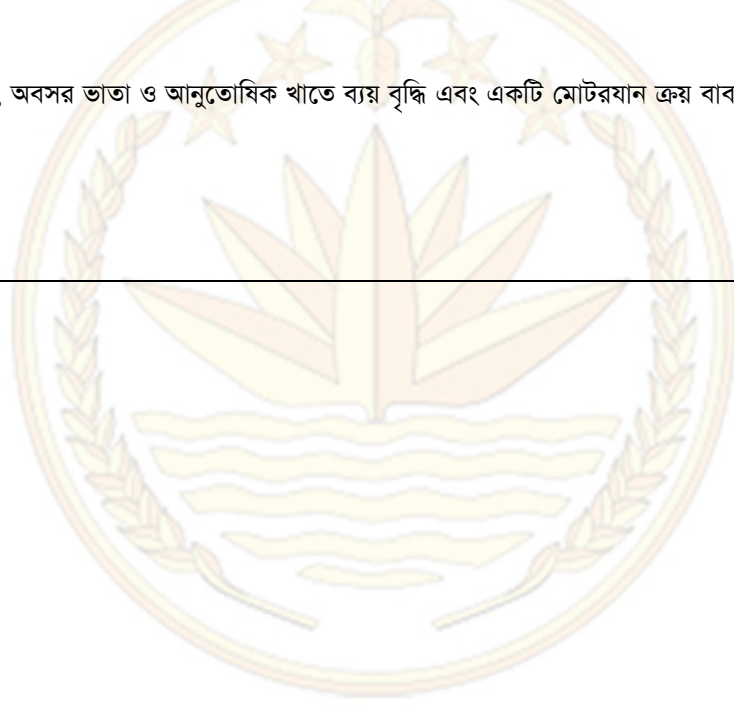 অবসর ভাতা ও আনুতোষিক খাতে ব্যয় বৃদ্ধি এবং একটি মোটরযান ক্রয় বাব